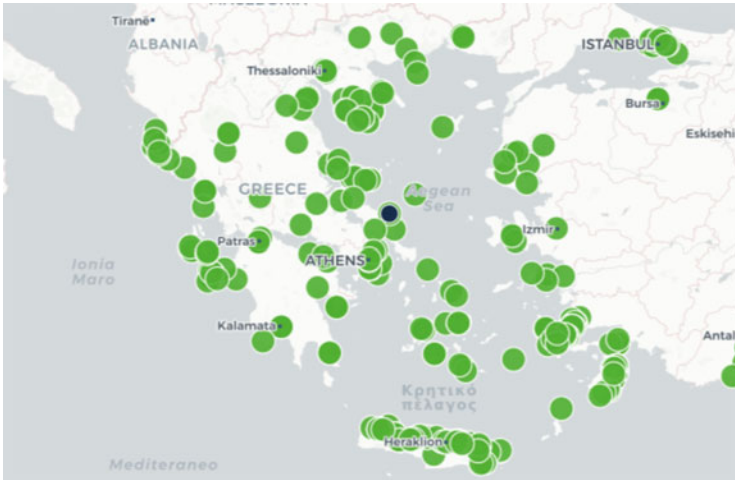 Tiranë
ALBANIA
Thessaloniki
ISTANBUL
Bursa
Eskisehi
GREECE
Aegean
Sea
Izmir
Patras
ATHENS
Ionia
Maro
Kalamata
Antal
Κρητικό
πέλαγος
Heraklion
Mediteraneo